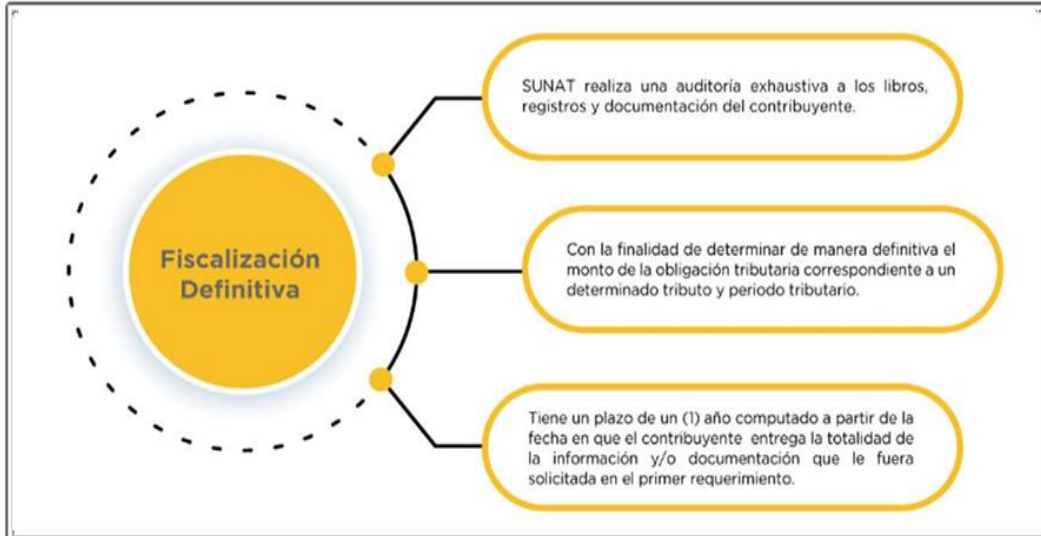 Fiscalización
Definitiva
SUNAT realiza una auditoría exhaustiva a los libros,
registros y documentación del contribuyente.
Con la finalidad de determinar de manera definitiva el
monto de la obligación tributaria correspondiente a un
determinado tributo y periodo tributario.
Tiene un plazo de un (1) año computado a partir de la
fecha en que el contribuyente entrega la totalidad de
la información y/o documentación que le fuera
solicitada en el primer requerimiento.